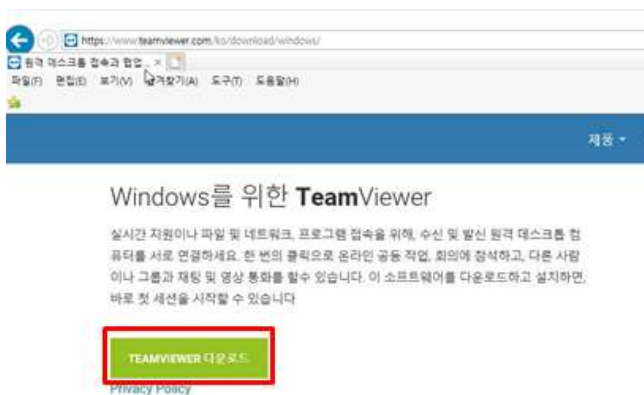 https://www.teamviewer.com/ko/download/windows/
원격 데스크톱 접속과 협업...
파일(F) 편집(E) 보기(V) 즐겨찾기(A) 도구(T) 도움말(H)
제품
Windows를 위한 TeamViewer
실시간 지원이나 파일 및 네트워크, 프로그램 접속을 위해, 수신 및 발신 원격 데스크톱 컴
퓨터를 서로 연결하세요. 한 번의 클릭으로 온라인 공동 작업, 회의에 참석하고, 다른 사람
이나 그룹과 채팅 및 영상 통화를 할수 있습니다. 이 소프트웨어를 다운로드하고 설치하면,
바로 첫 세션을 시작할 수 있습니다
TEAMVIEWER 다운로드
Privacy Policy